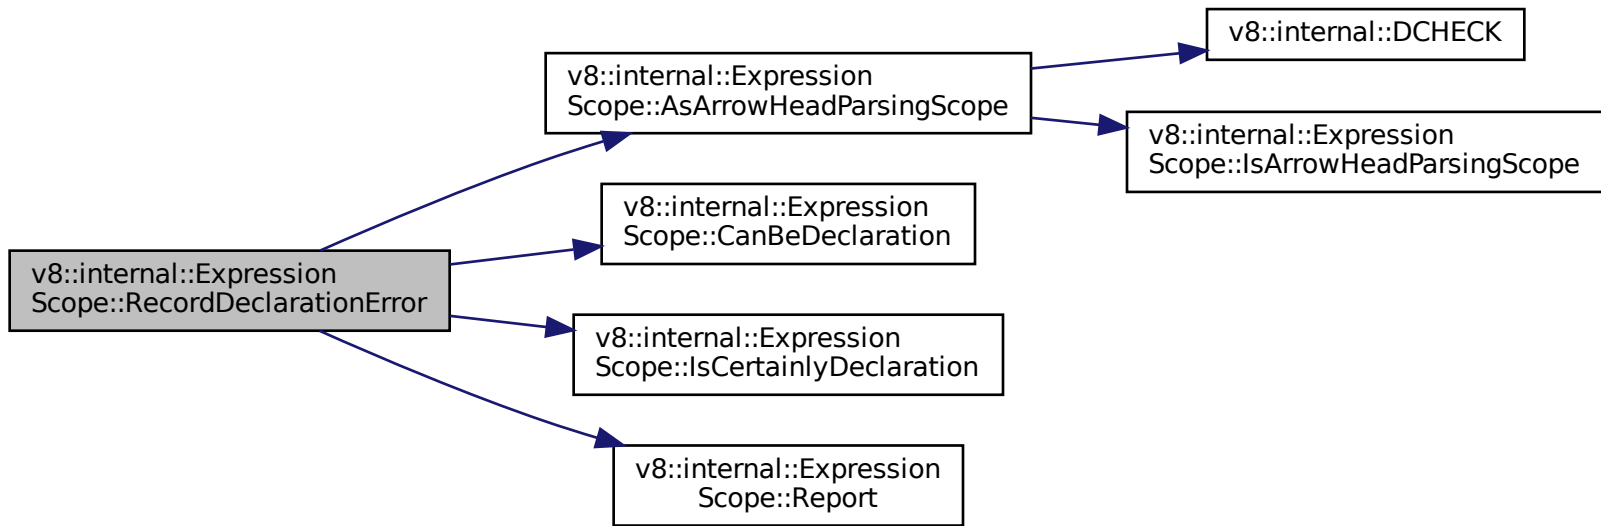 v8::internal::DCHECK
v8::internal::Expression
Scope::AsArrowHeadParsingScope
v8::internal::Expression
Scope::IsArrowHeadParsingScope
v8::internal::Expression
Scope::CanBeDeclaration
v8::internal::Expression
Scope::RecordDeclarationError
v8::internal::Expression
Scope::IsCertainlyDeclaration
v8::internal::Expression
Scope::Report